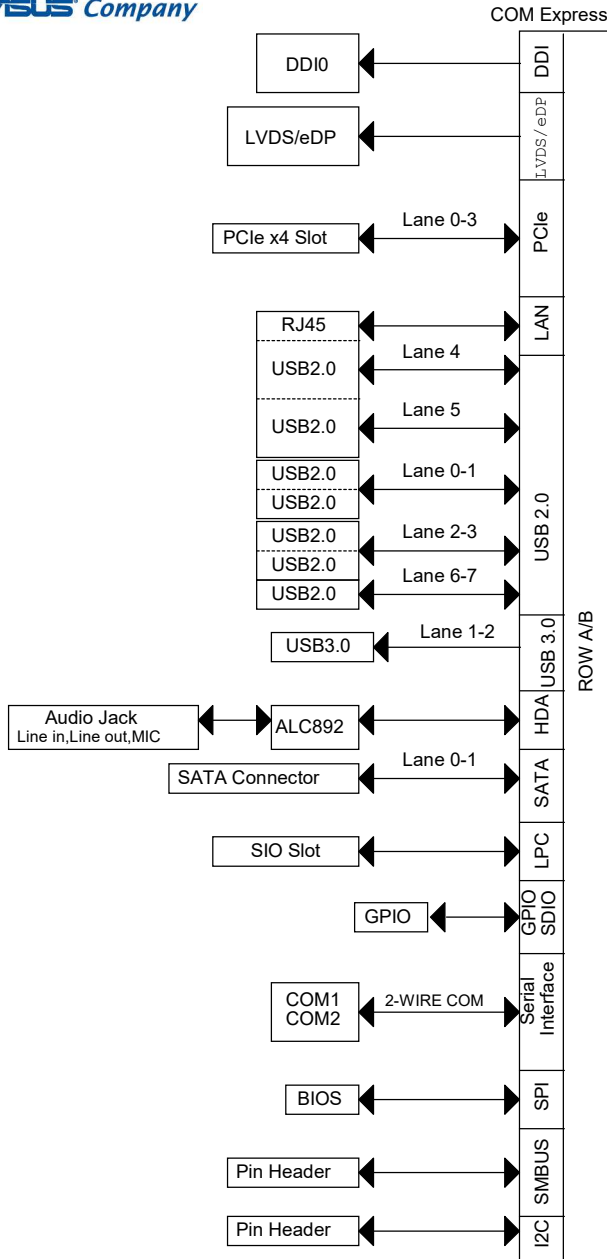 ASUS Company
COM Express
DDI0
DDI
LVDS/eDP
LVDS/eDP
PCIe x4 Slot
Lane 0-3
PCIe
RJ45
LAN
USB2.0
Lane 4
USB2.0
Lane 5
USB2.0
Lane 0-1
USB2.0
USB 2.0
USB2.0
Lane 2-3
USB2.0
Lane 6-7
USB2.0
USB3.0
Lane 1-2
USB 3.0
ROW A/B
Audio Jack
Line in,Line out,MIC
ALC892
HDA
SATA Connector
Lane 0-1
SATA
SIO Slot
LPC
GPIO
GPIO
SDIO
COM1
COM2
2-WIRE COM
Serial
Interface
BIOS
SPI
Pin Header
SMBUS
Pin Header
I2C